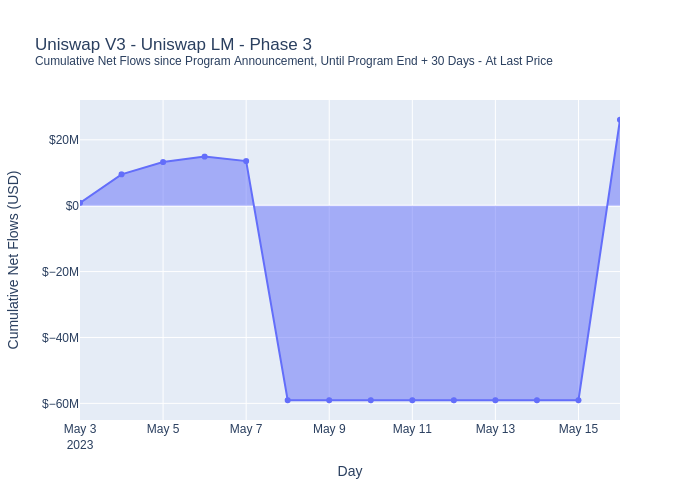 Uniswap V3 - Uniswap LM - Phase 3
Cumulative Net Flows since Program Announcement, Until Program End + 30 Days - At Last Price
Cumulative Net Flows (USD)
$20M
$0
$−20M
$−40M
$−60M
May 3
2023
May 5
May 7
May 9
May 11
May 13
May 15
Day